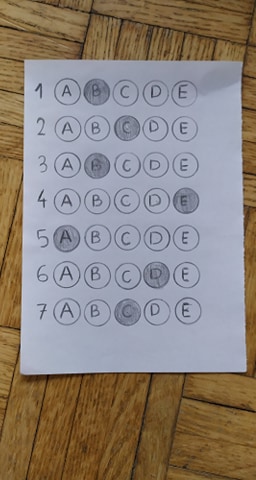 1 A B C D E
2 A B C D E
3 A B C D E
4 A B C D E
5 A B C D E
6 A B C D E
7 A B C D E